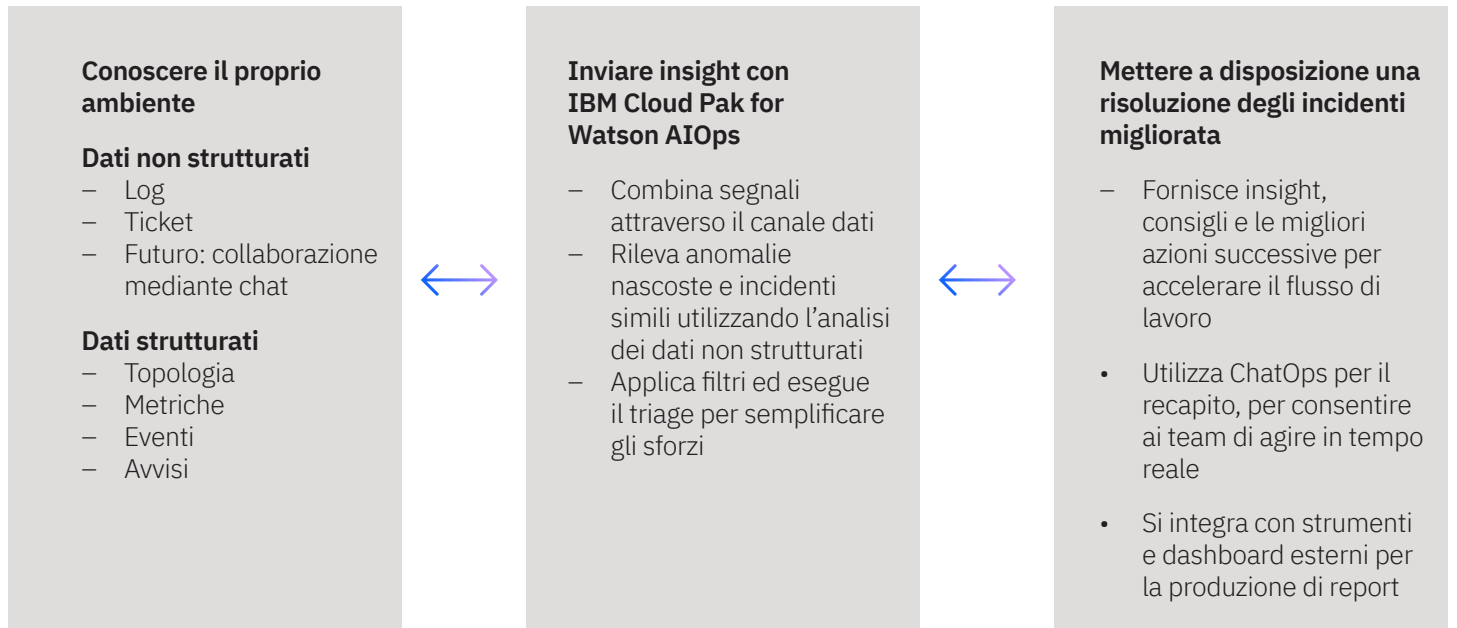 Conoscere il proprio
ambiente
Dati non strutturati
– Log
– Ticket
– Futuro: collaborazione
mediante chat
Dati strutturati
– Topologia
– Metriche
– Eventi
– Avvisi
Inviare insight con
IBM Cloud Pak for
Watson AIOps
– Combina segnali
attraverso il canale dati
– Rileva anomalie
nascoste e incidenti
simili utilizzando l’analisi
dei dati non strutturati
– Applica filtri ed esegue
il triage per semplificare
gli sforzi
Mettere a disposizione una
risoluzione degli incidenti
migliorata
– Fornisce insight,
consigli e le migliori
azioni successive per
accelerare il flusso di
lavoro
• Utilizza ChatOps per il
recapito, per consentire
ai team di agire in tempo
reale
• Si integra con strumenti
e dashboard esterni per
la produzione di report